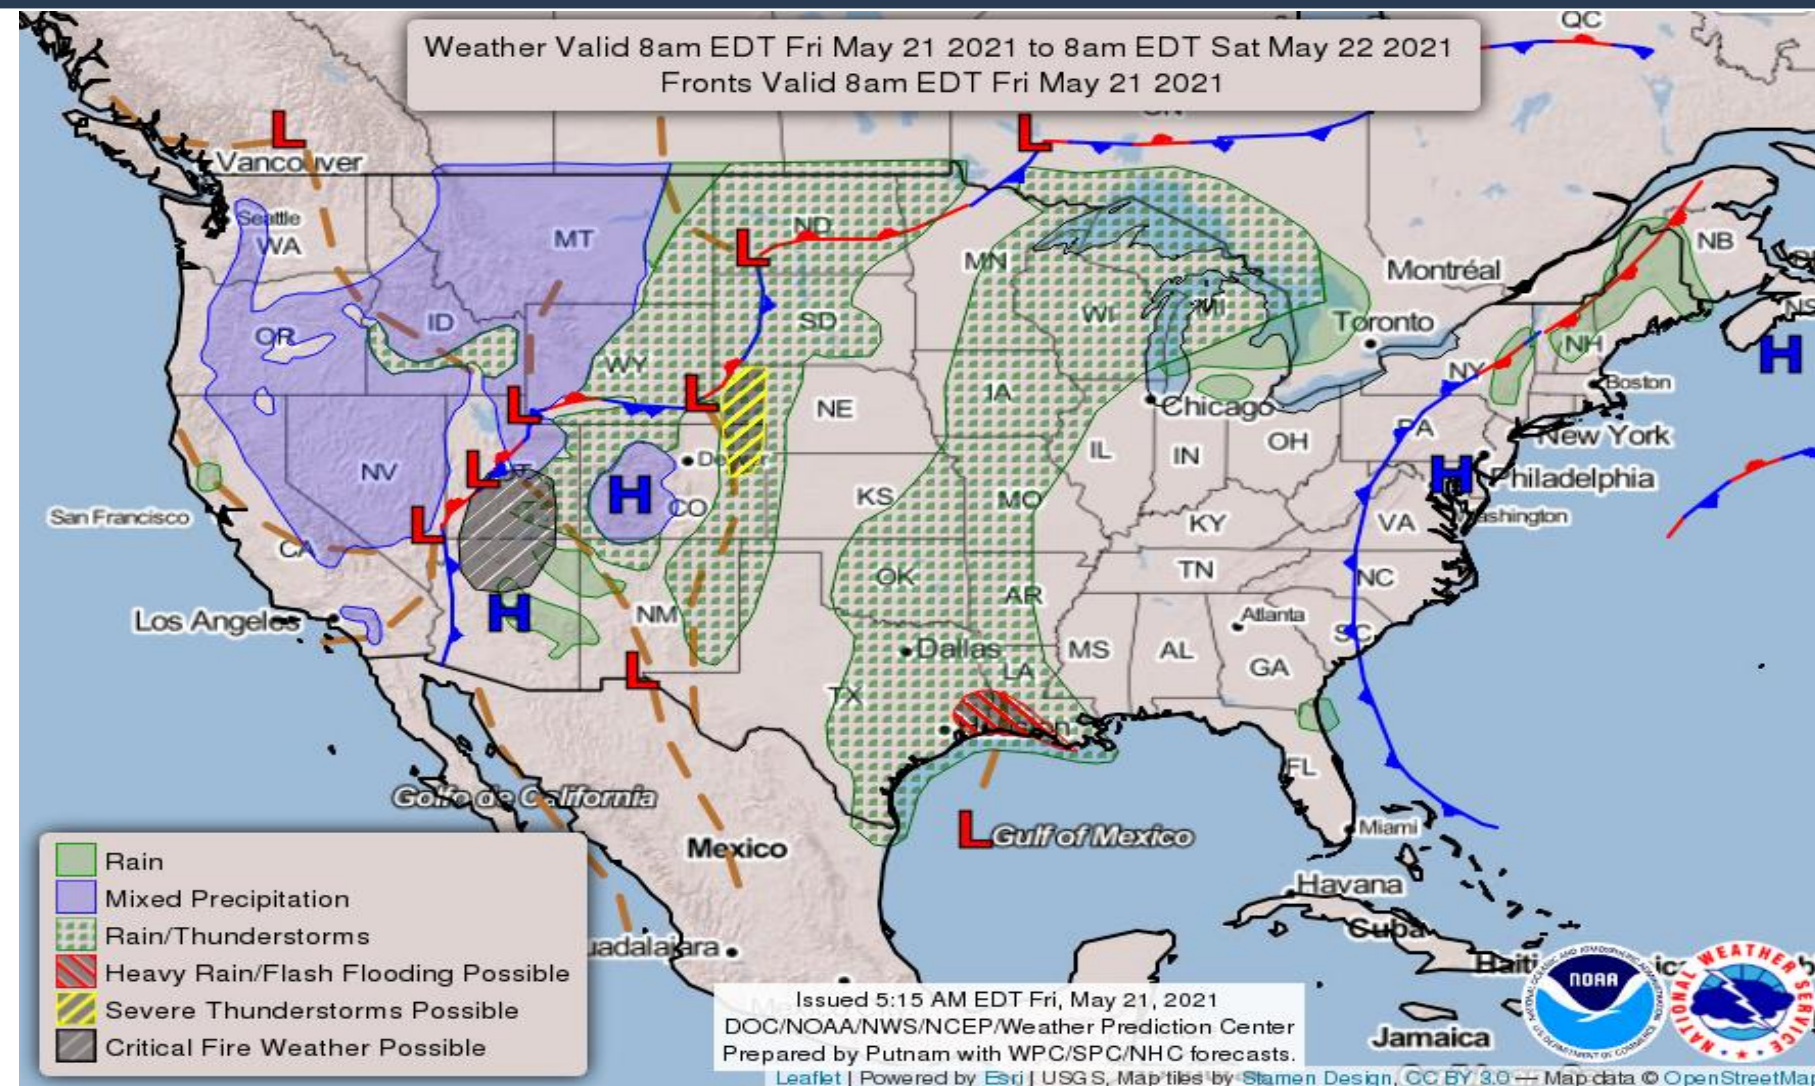 Weather Valid 8am EDT Fri May 21 2021 to 8am EDT Sat May 22 2021
Fronts Valid 8am EDT Fri May 21 2021
QC
L
L
Vancouver
Seattle
WA
MT
ND
L
MN
Montréal
NB
NS
OR
ID
SD
WI
MI
Toronto
H
WY
NH
NY
Boston
L
L
NE
IA
Chicago
PA
New York
OH
IL
IN
L
NV
H
CO
KS
MO
H
Philadelphia
San Francisco
L
KY
VA
CA
OK
TN
NC
AR
Los Angeles
H
NM
Atlanta
SC
Dallas
MS
AL
GA
L
LA
TX
FL
Golfo de California
L
Gulf of Mexico
Miami
Mexico
Havana
Cuba
Rain
Mixed Precipitation
Rain/Thunderstorms
Heavy Rain/Flash Flooding Possible
Severe Thunderstorms Possible
Critical Fire Weather Possible
uadalajara
Haiti
Jamaica
NOAA
NATIONAL WEATHER SERVICE
Issued 5:15 AM EDT Fri, May 21, 2021
DOC/NOAA/NWS/NCEP/Weather Prediction Center
Prepared by Putnam with WPC/SPC/NHC forecasts.
Leaflet | Powered by Esri | USGS, Map tiles by Stamen Design, CC BY 3.0 — Map data © OpenStreetMap